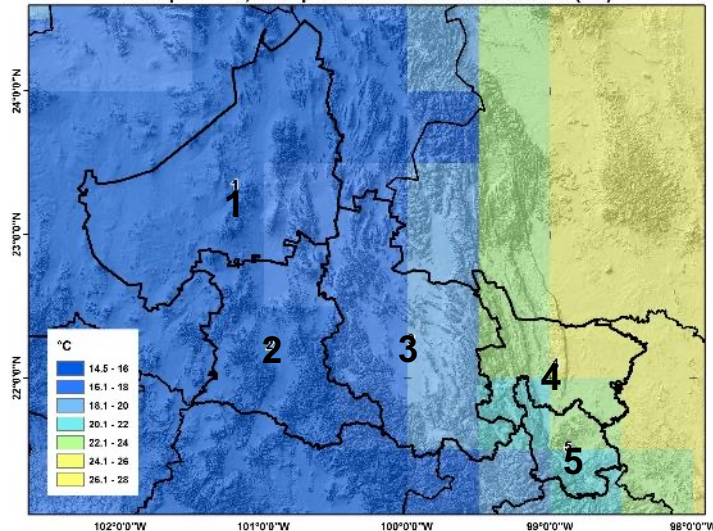 24°0'0"N
23°0'0"N
22°0'0"N
1
1
2
2
3
4
5
°C
14.5 - 16
16.1 - 18
18.1 - 20
20.1 - 22
22.1 - 24
24.1 - 26
26.1 - 28
102°0'0"W
101°0'0"W
100°0'0"W
99°0'0"W
98°0'0"W